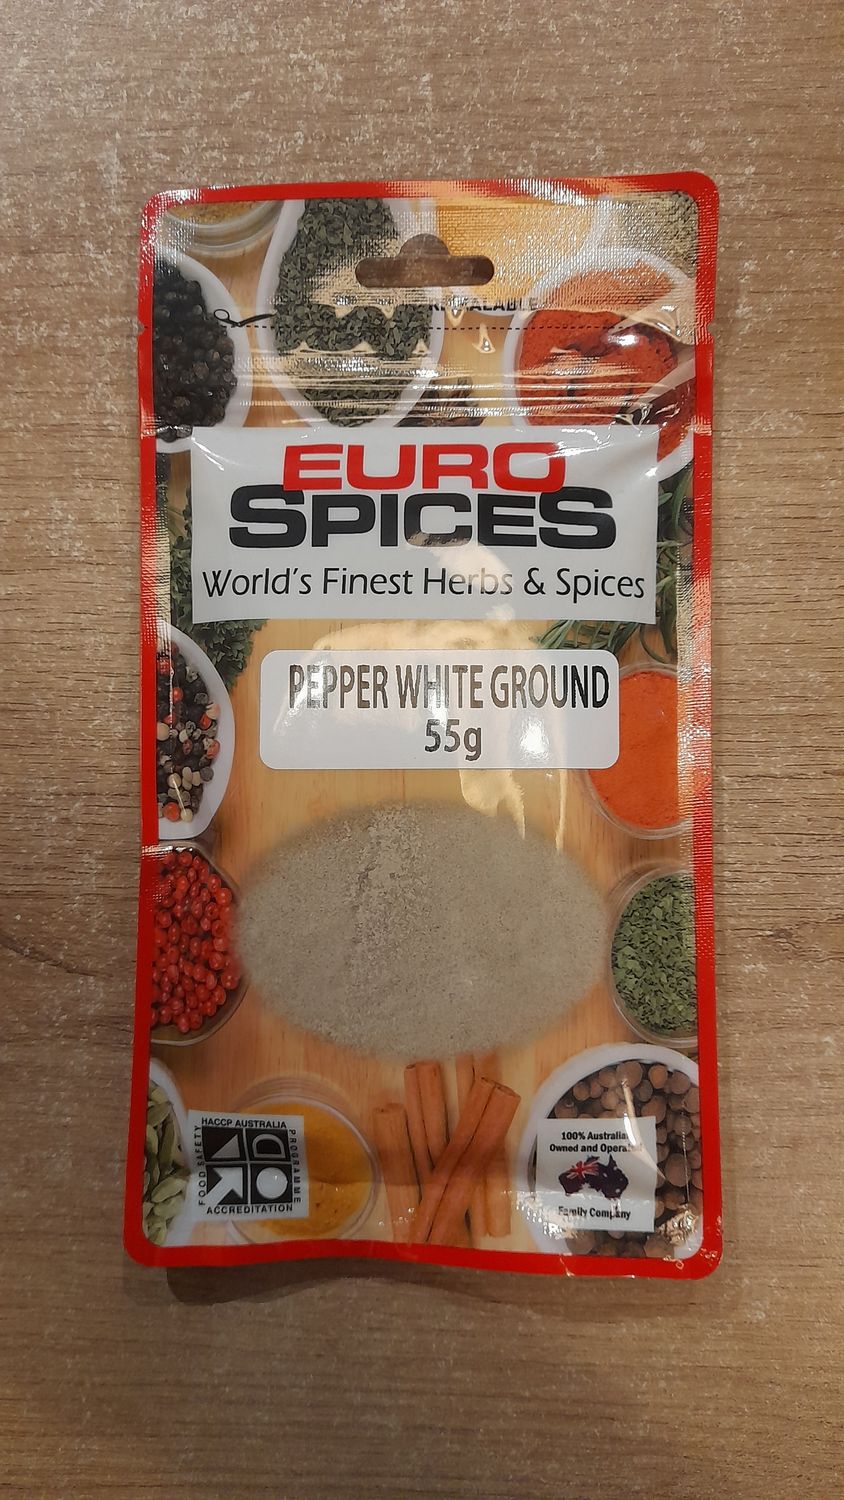 RESEALABLE
EURO
SPICES
World's Finest Herbs & Spices
PEPPER WHITE GROUND
55g
HACCP AUSTRALIA
FOOD SAFETY
PROGRAMME
ACCREDITATION
100% Australian
Owned and Operated
Family Company